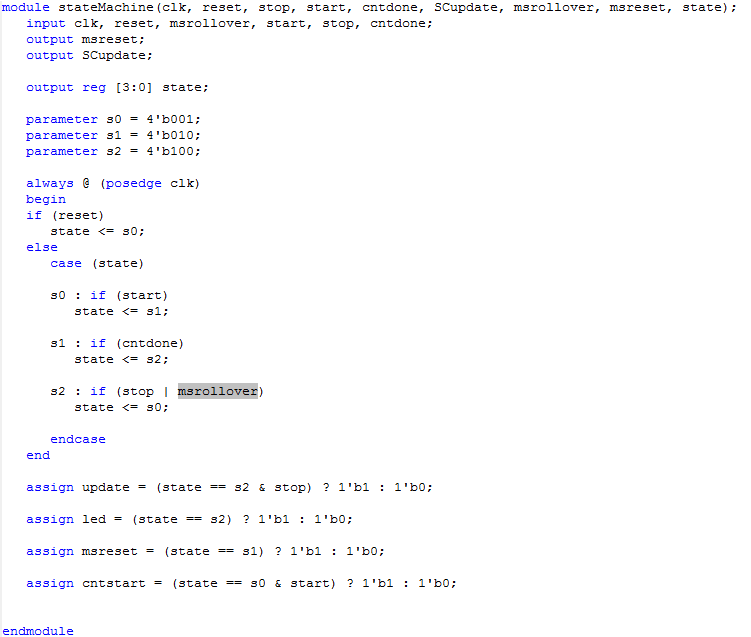 module stateMachine(clk, reset, stop, start, cntdone, SCupdate, msrollover, msreset, state);
input clk, reset, msrollover, start, stop, cntdone;
output msreset;
output SCupdate;
output reg [3:0] state;
parameter s0 = 4'b001;
parameter s1 = 4'b010;
parameter s2 = 4'b100;
always @ (posedge clk)
begin
if (reset)
state <= s0;
else
case (state)
s0 : if (start)
state <= s1;
s1 : if (cntdone)
state <= s2;
s2 : if (stop | msrollover)
state <= s0;
endcase
end
assign update = (state == s2 & stop) ? 1'b1 : 1'b0;
assign led = (state == s2) ? 1'b1 : 1'b0;
assign msreset = (state == s1) ? 1'b1 : 1'b0;
assign cntstart = (state == s0 & start) ? 1'b1 : 1'b0;
endmodule